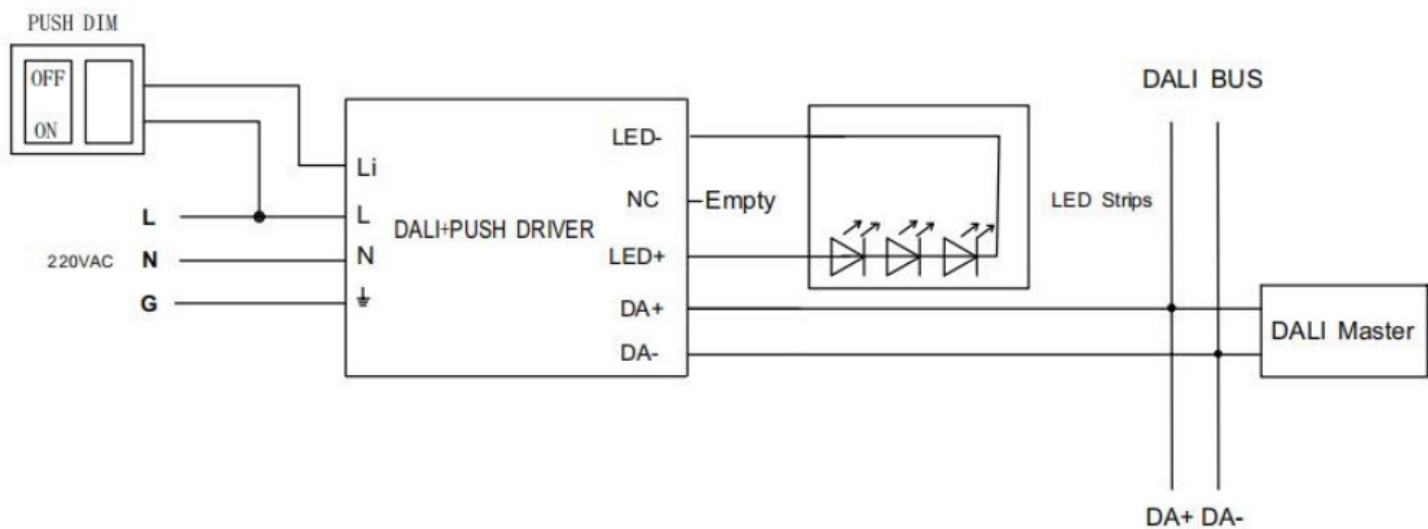 PUSH DIM
OFF
ON
L
220VAC N
G
Li
L
N
DALI+PUSH DRIVER
LED-
NC
LED+
DA+
DA-
Empty
LED Strips
DALI BUS
DALI Master
DA+ DA-